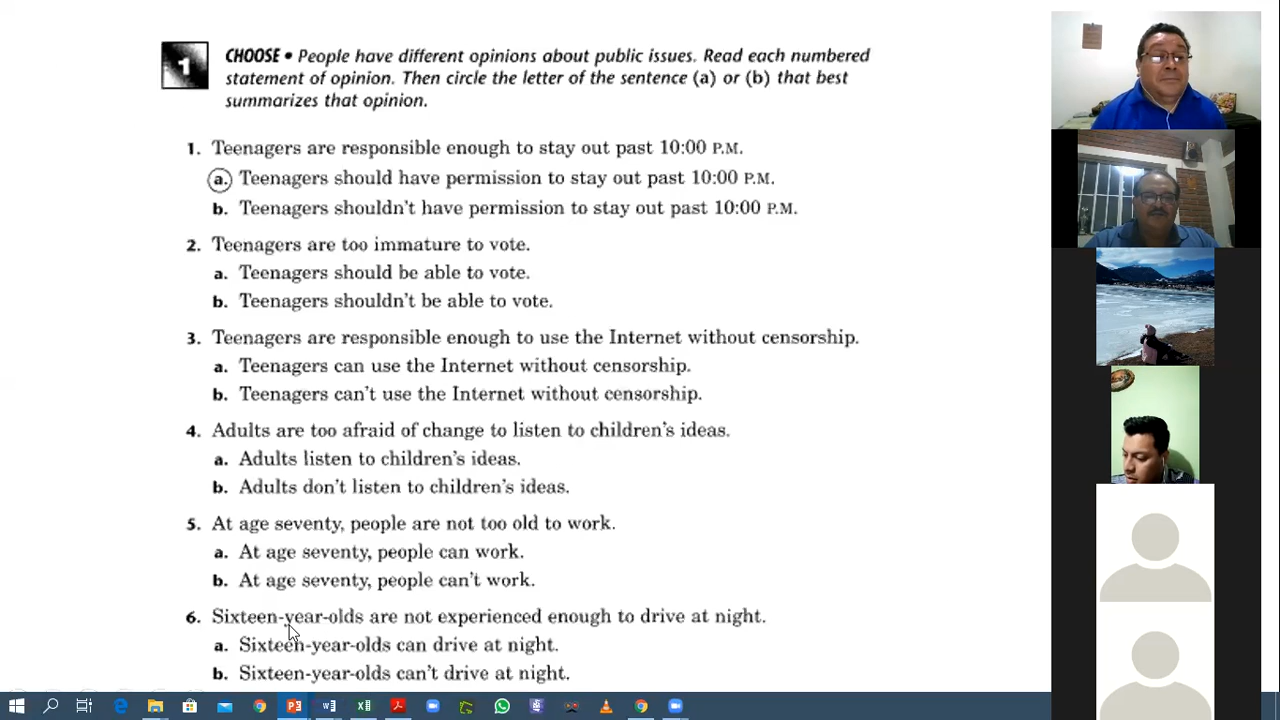 1
CHOOSE • People have different opinions about public issues. Read each numbered
statement of opinion. Then circle the letter of the sentence (a) or (b) that best
summarizes that opinion.
1. Teenagers are responsible enough to stay out past 10:00 P.M.
a. Teenagers should have permission to stay out past 10:00 P.M.
b. Teenagers shouldn't have permission to stay out past 10:00 P.M.
2. Teenagers are too immature to vote.
a. Teenagers should be able to vote.
b. Teenagers shouldn't be able to vote.
3. Teenagers are responsible enough to use the Internet without censorship.
a. Teenagers can use the Internet without censorship.
b. Teenagers can't use the Internet without censorship.
4. Adults are too afraid of change to listen to children's ideas.
a. Adults listen to children's ideas.
b. Adults don't listen to children's ideas.
5. At age seventy, people are not too old to work.
a. At age seventy, people can work.
b. At age seventy, people can't work.
6. Sixteen-year-olds are not experienced enough to drive at night.
a. Sixteen-year-olds can drive at night.
b. Sixteen-year-olds can't drive at night.